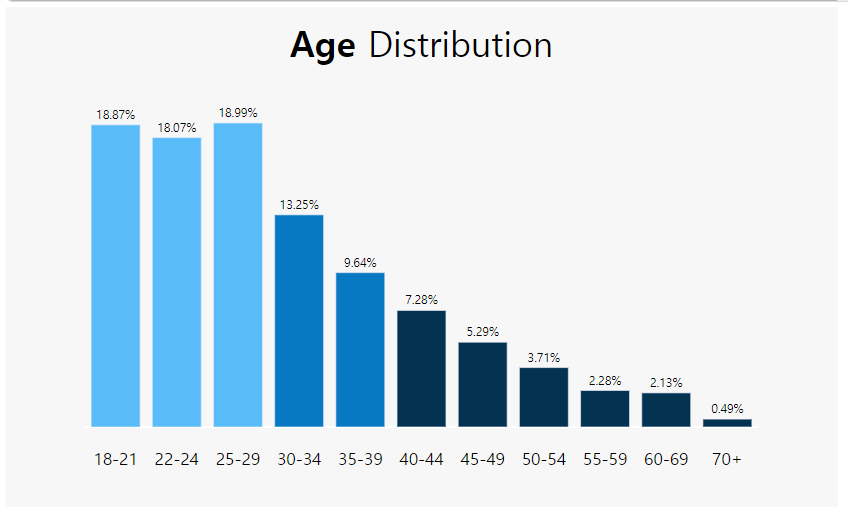 Age Distribution
18.87% 18.07% 18.99% 13.25% 9.64% 7.28% 5.29% 3.71% 2.28% 2.13% 0.49%
18-21 22-24 25-29 30-34 35-39 40-44 45-49 50-54 55-59 60-69 70+